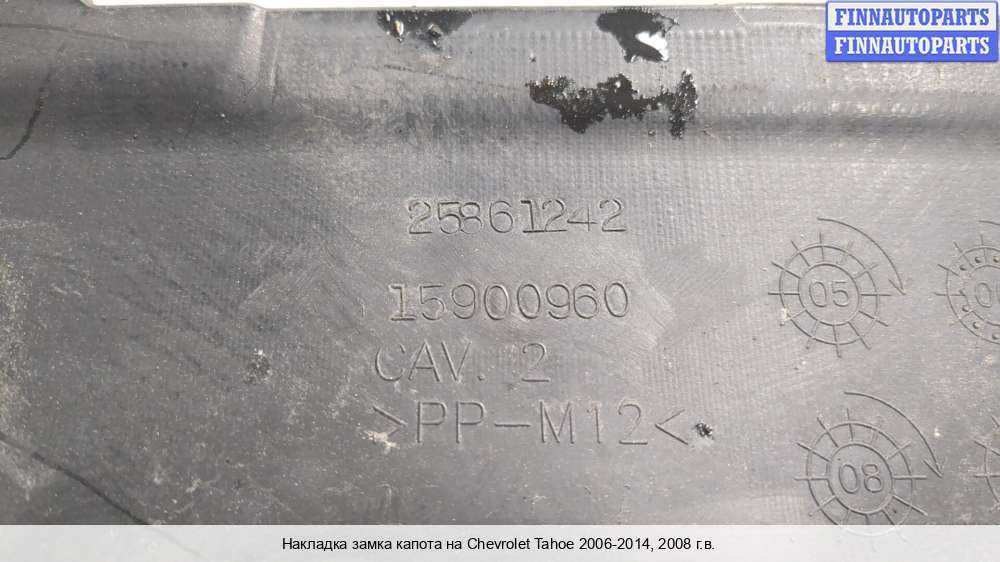 FINNAUTOPARTS
FINNAUTOPARTS
25861242
15900960
CAV. 2
>PP-M12<
05
08
Накладка замка капота на Chevrolet Tahoe 2006-2014, 2008 г.в.